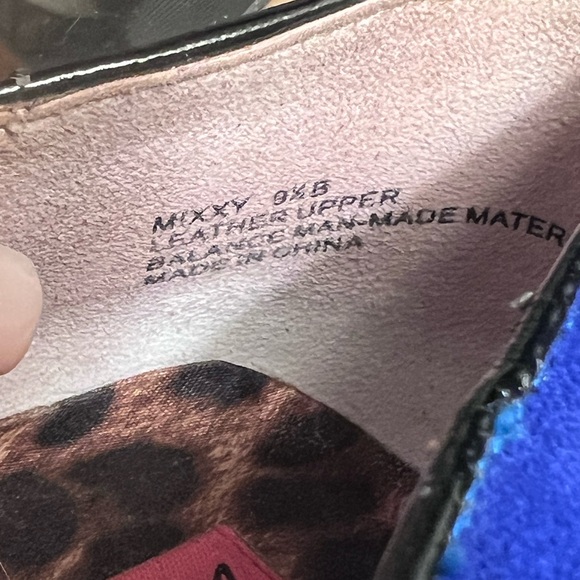 MIXXY 9½B
LEATHER UPPER
BALANCE MAN-MADE MATER
MADE IN CHINA